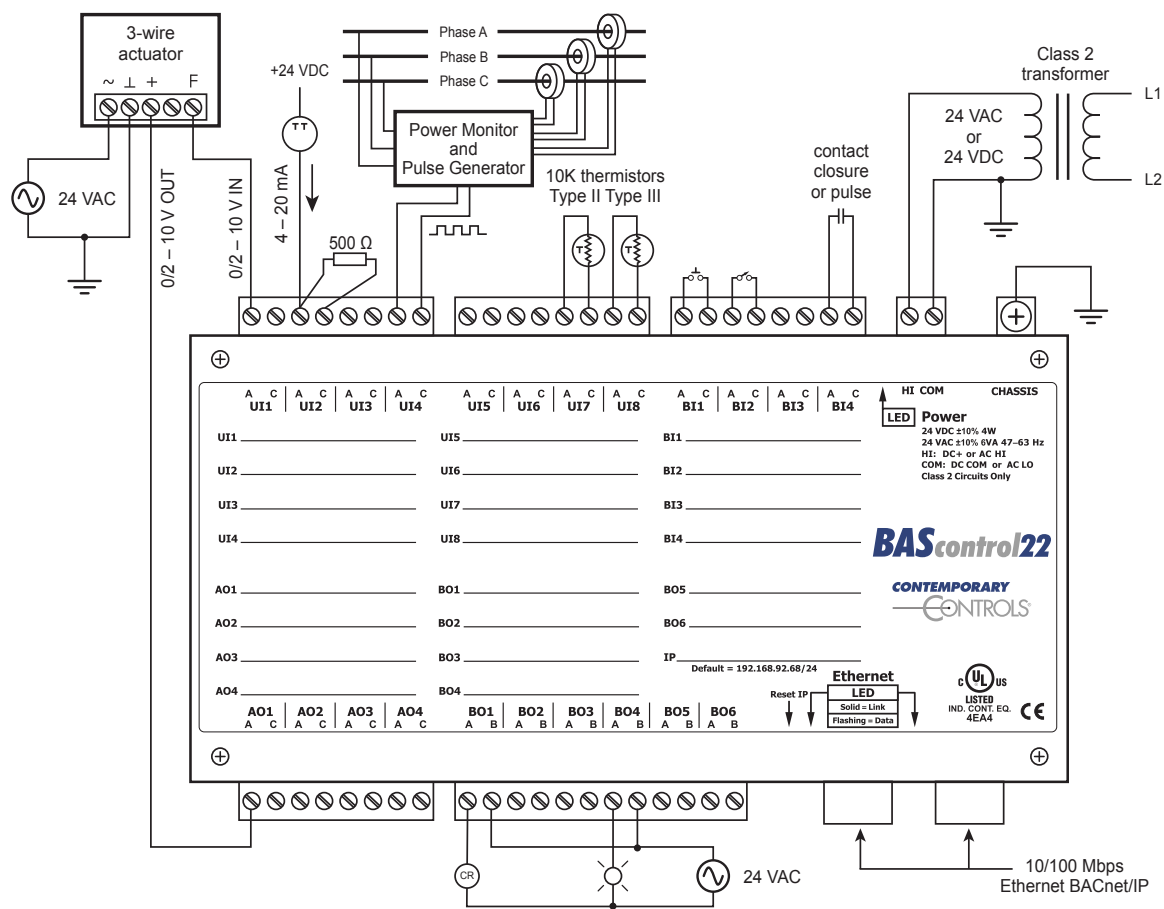 3-wire
actuator
~ ⊥ + F
24 VAC
0/2 – 10 V OUT
0/2 – 10 V IN
+24 VDC
TT
4 – 20 mA
500 Ω
Phase A
Phase B
Phase C
Power Monitor
and
Pulse Generator
10K thermistors
Type II Type III
T
T
contact
closure
or pulse
Class 2
transformer
24 VAC
or
24 VDC
L1
L2
A C A C A C A C
UI1 UI2 UI3 UI4
A C A C A C A C
UI5 UI6 UI7 UI8
A C A C A C A C
BI1 BI2 BI3 BI4
HI COM
CHASSIS
LED Power
24 VDC ±10% 4W
24 VAC ±10% 6VA 47–63 Hz
HI: DC+ or AC HI
COM: DC COM or AC LO
Class 2 Circuits Only
UI1
UI2
UI3
UI4
UI5
UI6
UI7
UI8
BI1
BI2
BI3
BI4
BAScontrol22
CONTEMPORARY
CONTROLS®
AO1
AO2
AO3
AO4
BO1
BO2
BO3
BO4
BO5
BO6
IP
Default = 192.168.92.68/24
Reset IP
Ethernet
LED
Solid = Link
Flashing = Data
C UL US
LISTED
IND. CONT. EQ.
4EA4
CE
AO1 AO2 AO3 AO4
A C A C A C A C
BO1 BO2 BO3 BO4 BO5 BO6
A B A B A B A B A B A B
CR
24 VAC
10/100 Mbps
Ethernet BACnet/IP